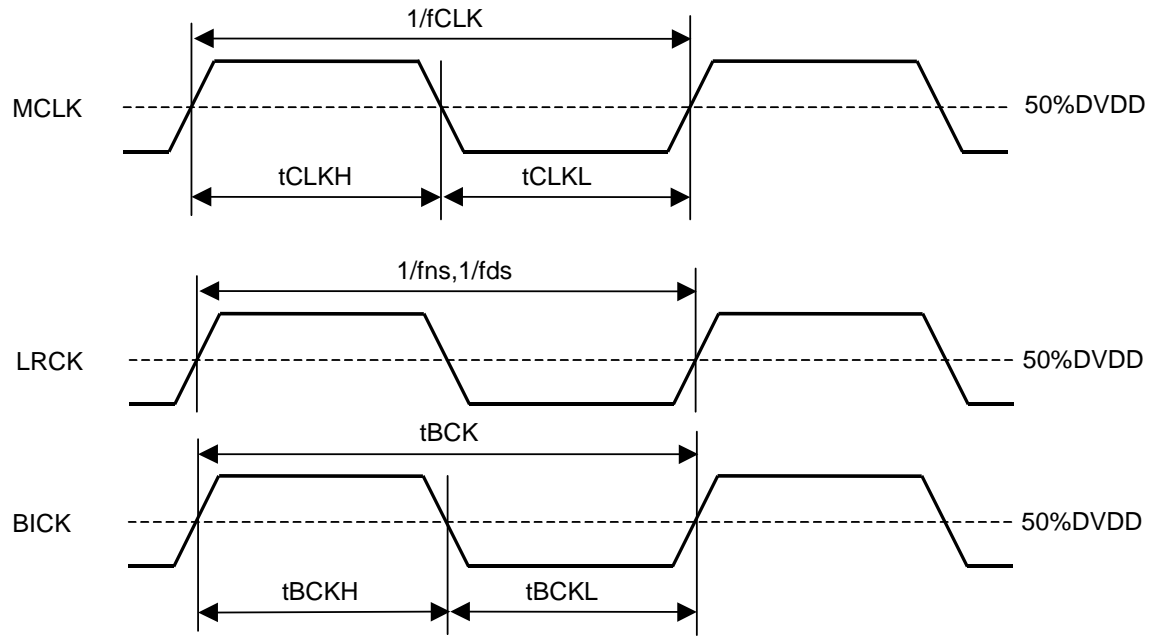 1/fCLK
MCLK
50%DVDD
tCLKH
tCLKL
1/fns,1/fds
LRCK
50%DVDD
tBCK
BICK
50%DVDD
tBCKH
tBCKL